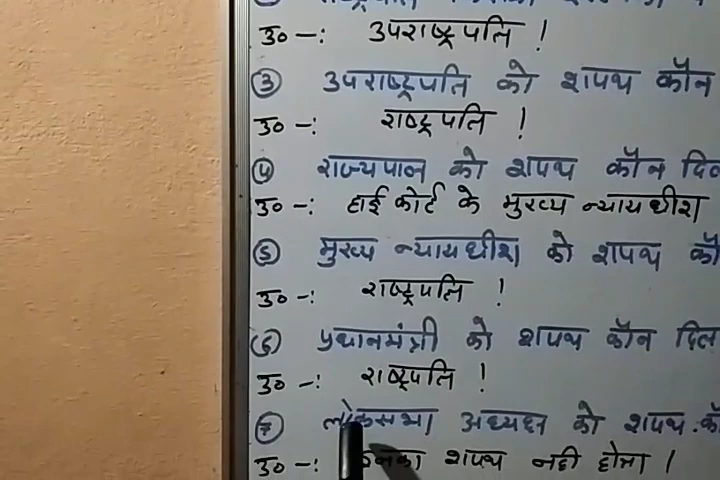 उ० -: उपराष्ट्रपति !
③ उपराष्ट्रपति को शपथ कौन
उ० -: राष्ट्रपति !
④ राज्यपाल को शपथ कौन
उ० -: हाई कोर्ट के मुख्य न्यायधीश
⑤ मुख्य न्यायधीश को शपथ
उ० -: राष्ट्रपति !
⑥ प्रधानमंत्री को शपथ कौन
उ० -: राष्ट्रपति !
⑦ लोकसभा अध्यक्ष को शपथ
उ० -: शपथ नही होता ।